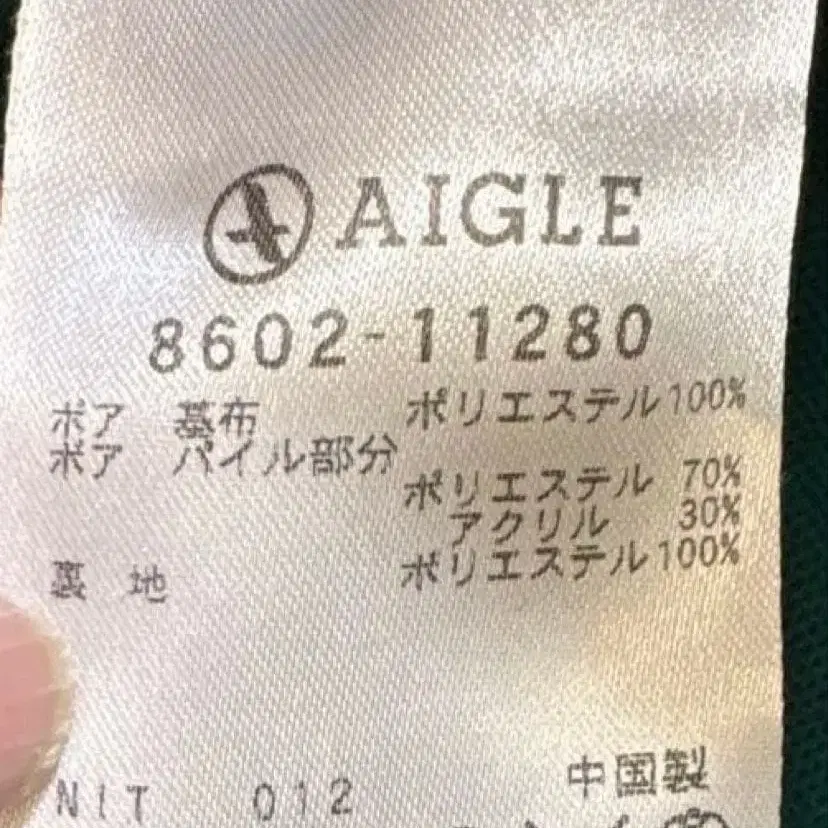 AIGLE
8602-11280
ボア 基布 ポリエステル100%
ボア パイル部分
ポリエステル 70%
アクリル 30%
裏 地 ポリエステル100%
中国製
NIT 012